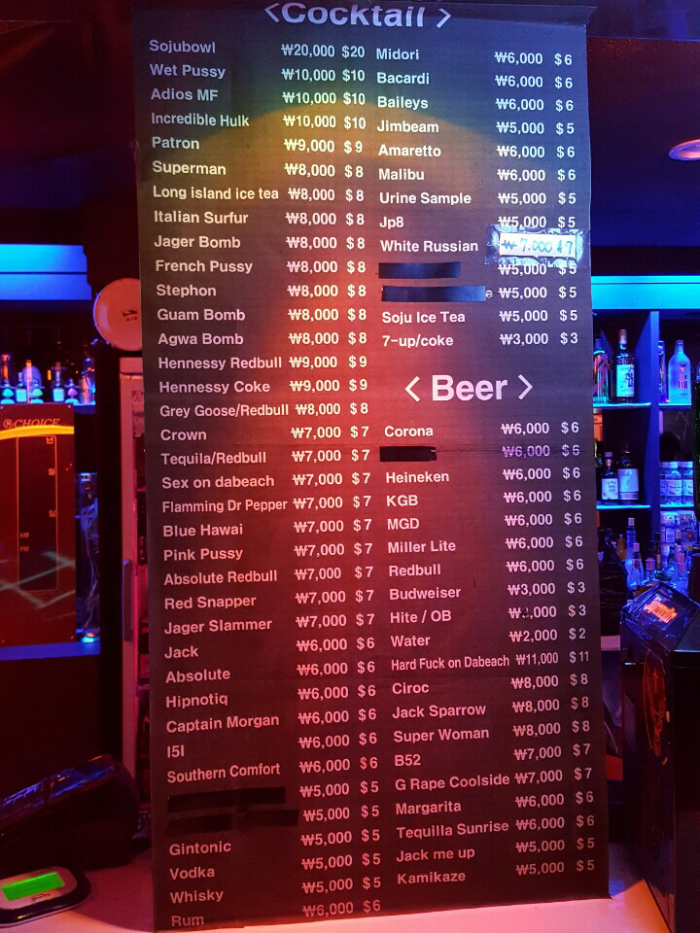 <Cocktail>
Sojubowl ₩20,000 $20
Wet Pussy ₩10,000 $10
Adios MF ₩10,000 $10
Incredible Hulk ₩10,000 $10
Patron ₩9,000 $9
Superman ₩8,000 $8
Long island ice tea ₩8,000 $8
Italian Surfur ₩8,000 $8
Jager Bomb ₩8,000 $8
French Pussy ₩8,000 $8
Stephon ₩8,000 $8
Guam Bomb ₩8,000 $8
Agwa Bomb ₩8,000 $8
Hennessy Redbull ₩9,000 $9
Hennessy Coke ₩9,000 $9
Grey Goose/Redbull ₩8,000 $8
Crown ₩7,000 $7
Tequila/Redbull ₩7,000 $7
Sex on dabeach ₩7,000 $7
Flamming Dr Pepper ₩7,000 $7
Blue Hawai ₩7,000 $7
Pink Pussy ₩7,000 $7
Absolute Redbull ₩7,000 $7
Red Snapper ₩7,000 $7
Jager Slammer ₩7,000 $7
Jack ₩6,000 $6
Absolute ₩6,000 $6
Hipnotiq ₩6,000 $6
Captain Morgan ₩6,000 $6
I5I ₩6,000 $6
Southern Comfort ₩6,000 $6
₩5,000 $5
₩5,000 $5
Gintonic ₩5,000 $5
Vodka ₩5,000 $5
Whisky ₩5,000 $5
Rum ₩6,000 $6
Midori ₩6,000 $6
Bacardi ₩6,000 $6
Baileys ₩6,000 $6
Jimbeam ₩5,000 $5
Amaretto ₩6,000 $6
Malibu ₩6,000 $6
Urine Sample ₩5,000 $5
Jp8 ₩5,000 $5
White Russian ₩7.000 $7
₩5,000 $5
e ₩5,000 $5
Soju Ice Tea ₩5,000 $5
7-up/coke ₩3,000 $3
<Beer>
Corona ₩6,000 $6
₩6,000 $6
Heineken ₩6,000 $6
KGB ₩6,000 $6
MGD ₩6,000 $6
Miller Lite ₩6,000 $6
Redbull ₩6,000 $6
Budweiser ₩3,000 $3
Hite / OB ₩3,000 $3
Water ₩2,000 $2
Hard Fuck on Dabeach ₩11,000 $11
Ciroc ₩8,000 $8
Jack Sparrow ₩8,000 $8
Super Woman ₩8,000 $8
B52 ₩7,000 $7
G Rape Coolside ₩7,000 $7
Margarita ₩6,000 $6
Tequilla Sunrise ₩6,000 $6
Jack me up ₩5,000 $5
Kamikaze ₩5,000 $5
CHOICE